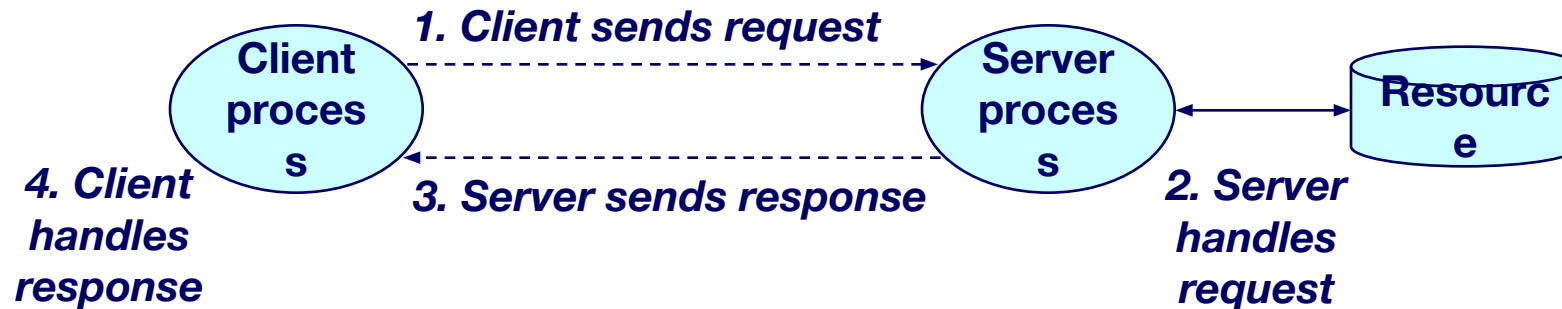 1. Client sends request
Client
proces
s
Server
proces
s
Resourc
e
3. Server sends response
4. Client
handles
response
2. Server
handles
request